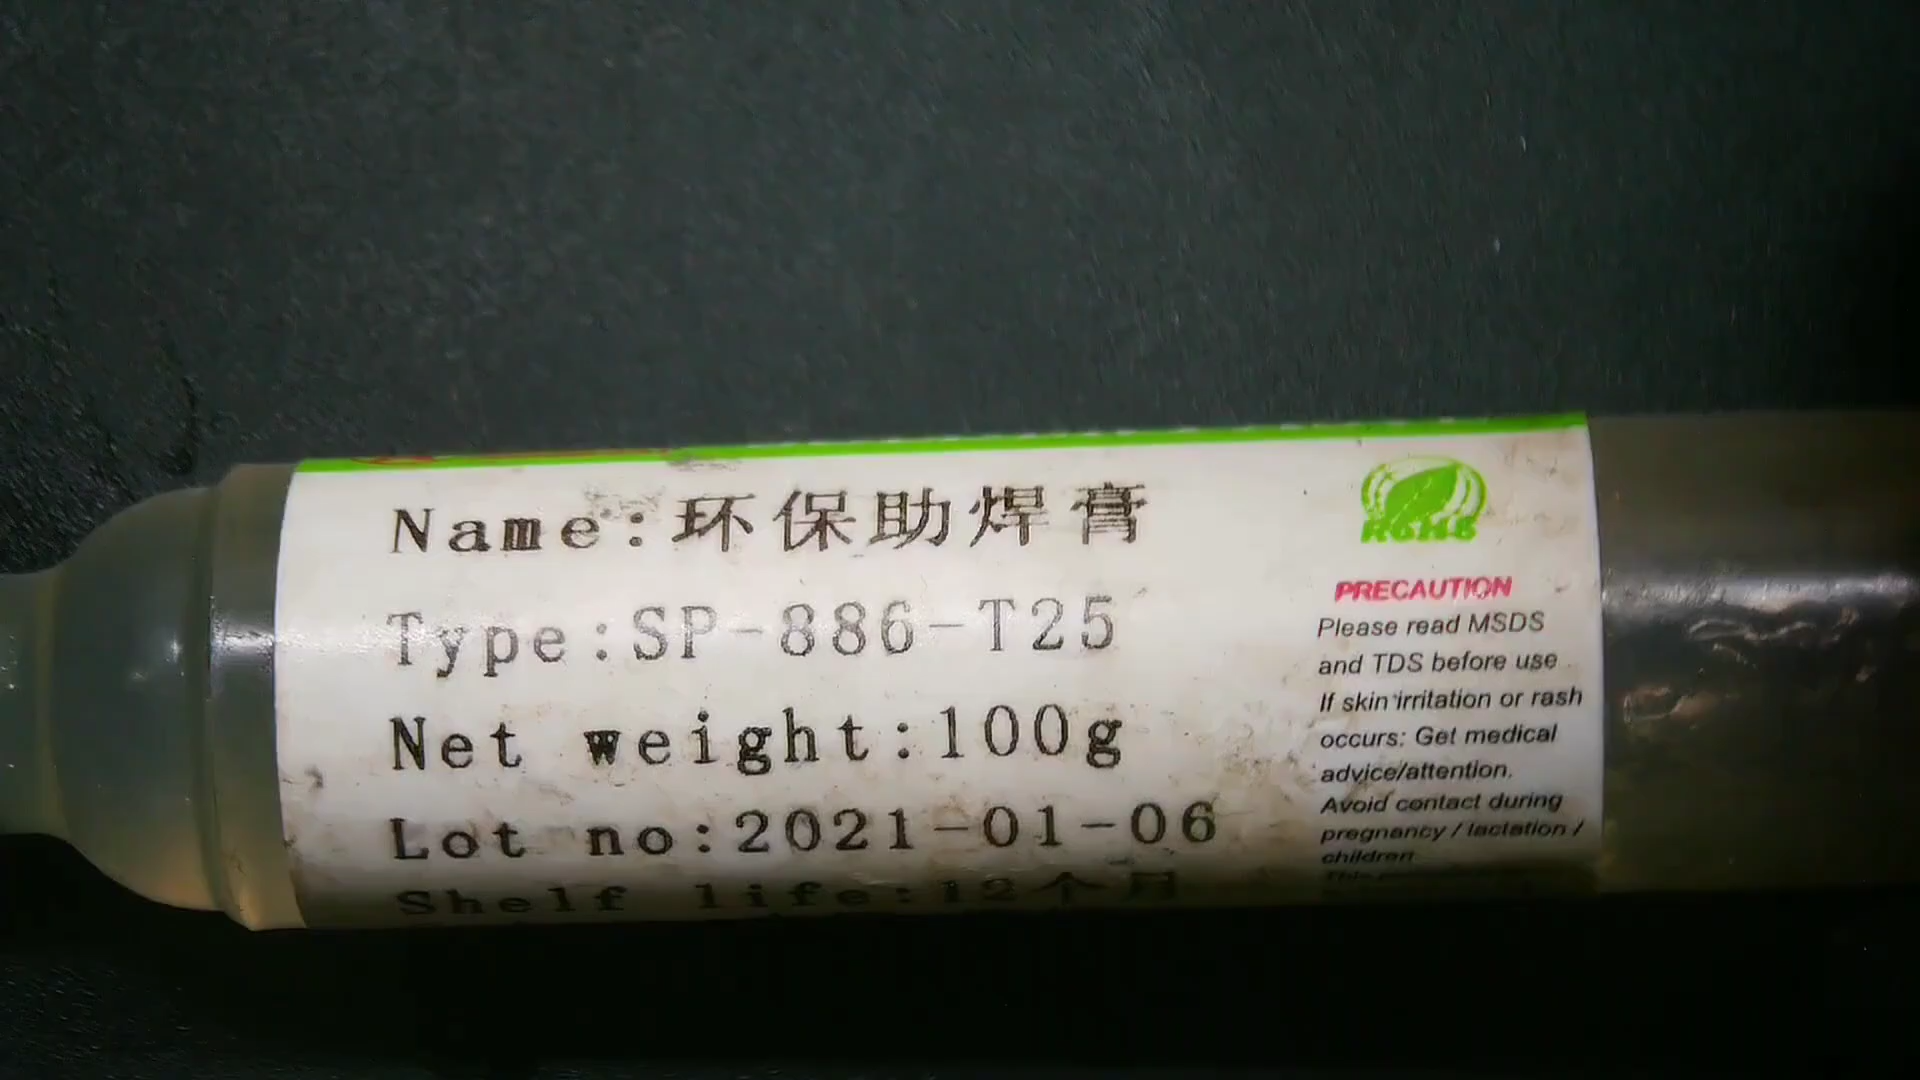 Name:环保助焊膏
Type:SP-886-T25
Net weight:100g
Lot no:2021-01-06
Shelf life:12个月
RoHS
PRECAUTION
Please read MSDS
and TDS before use
If skin irritation or rash
occurs: Get medical
advice/attention.
Avoid contact during
pregnancy / lactation /
children